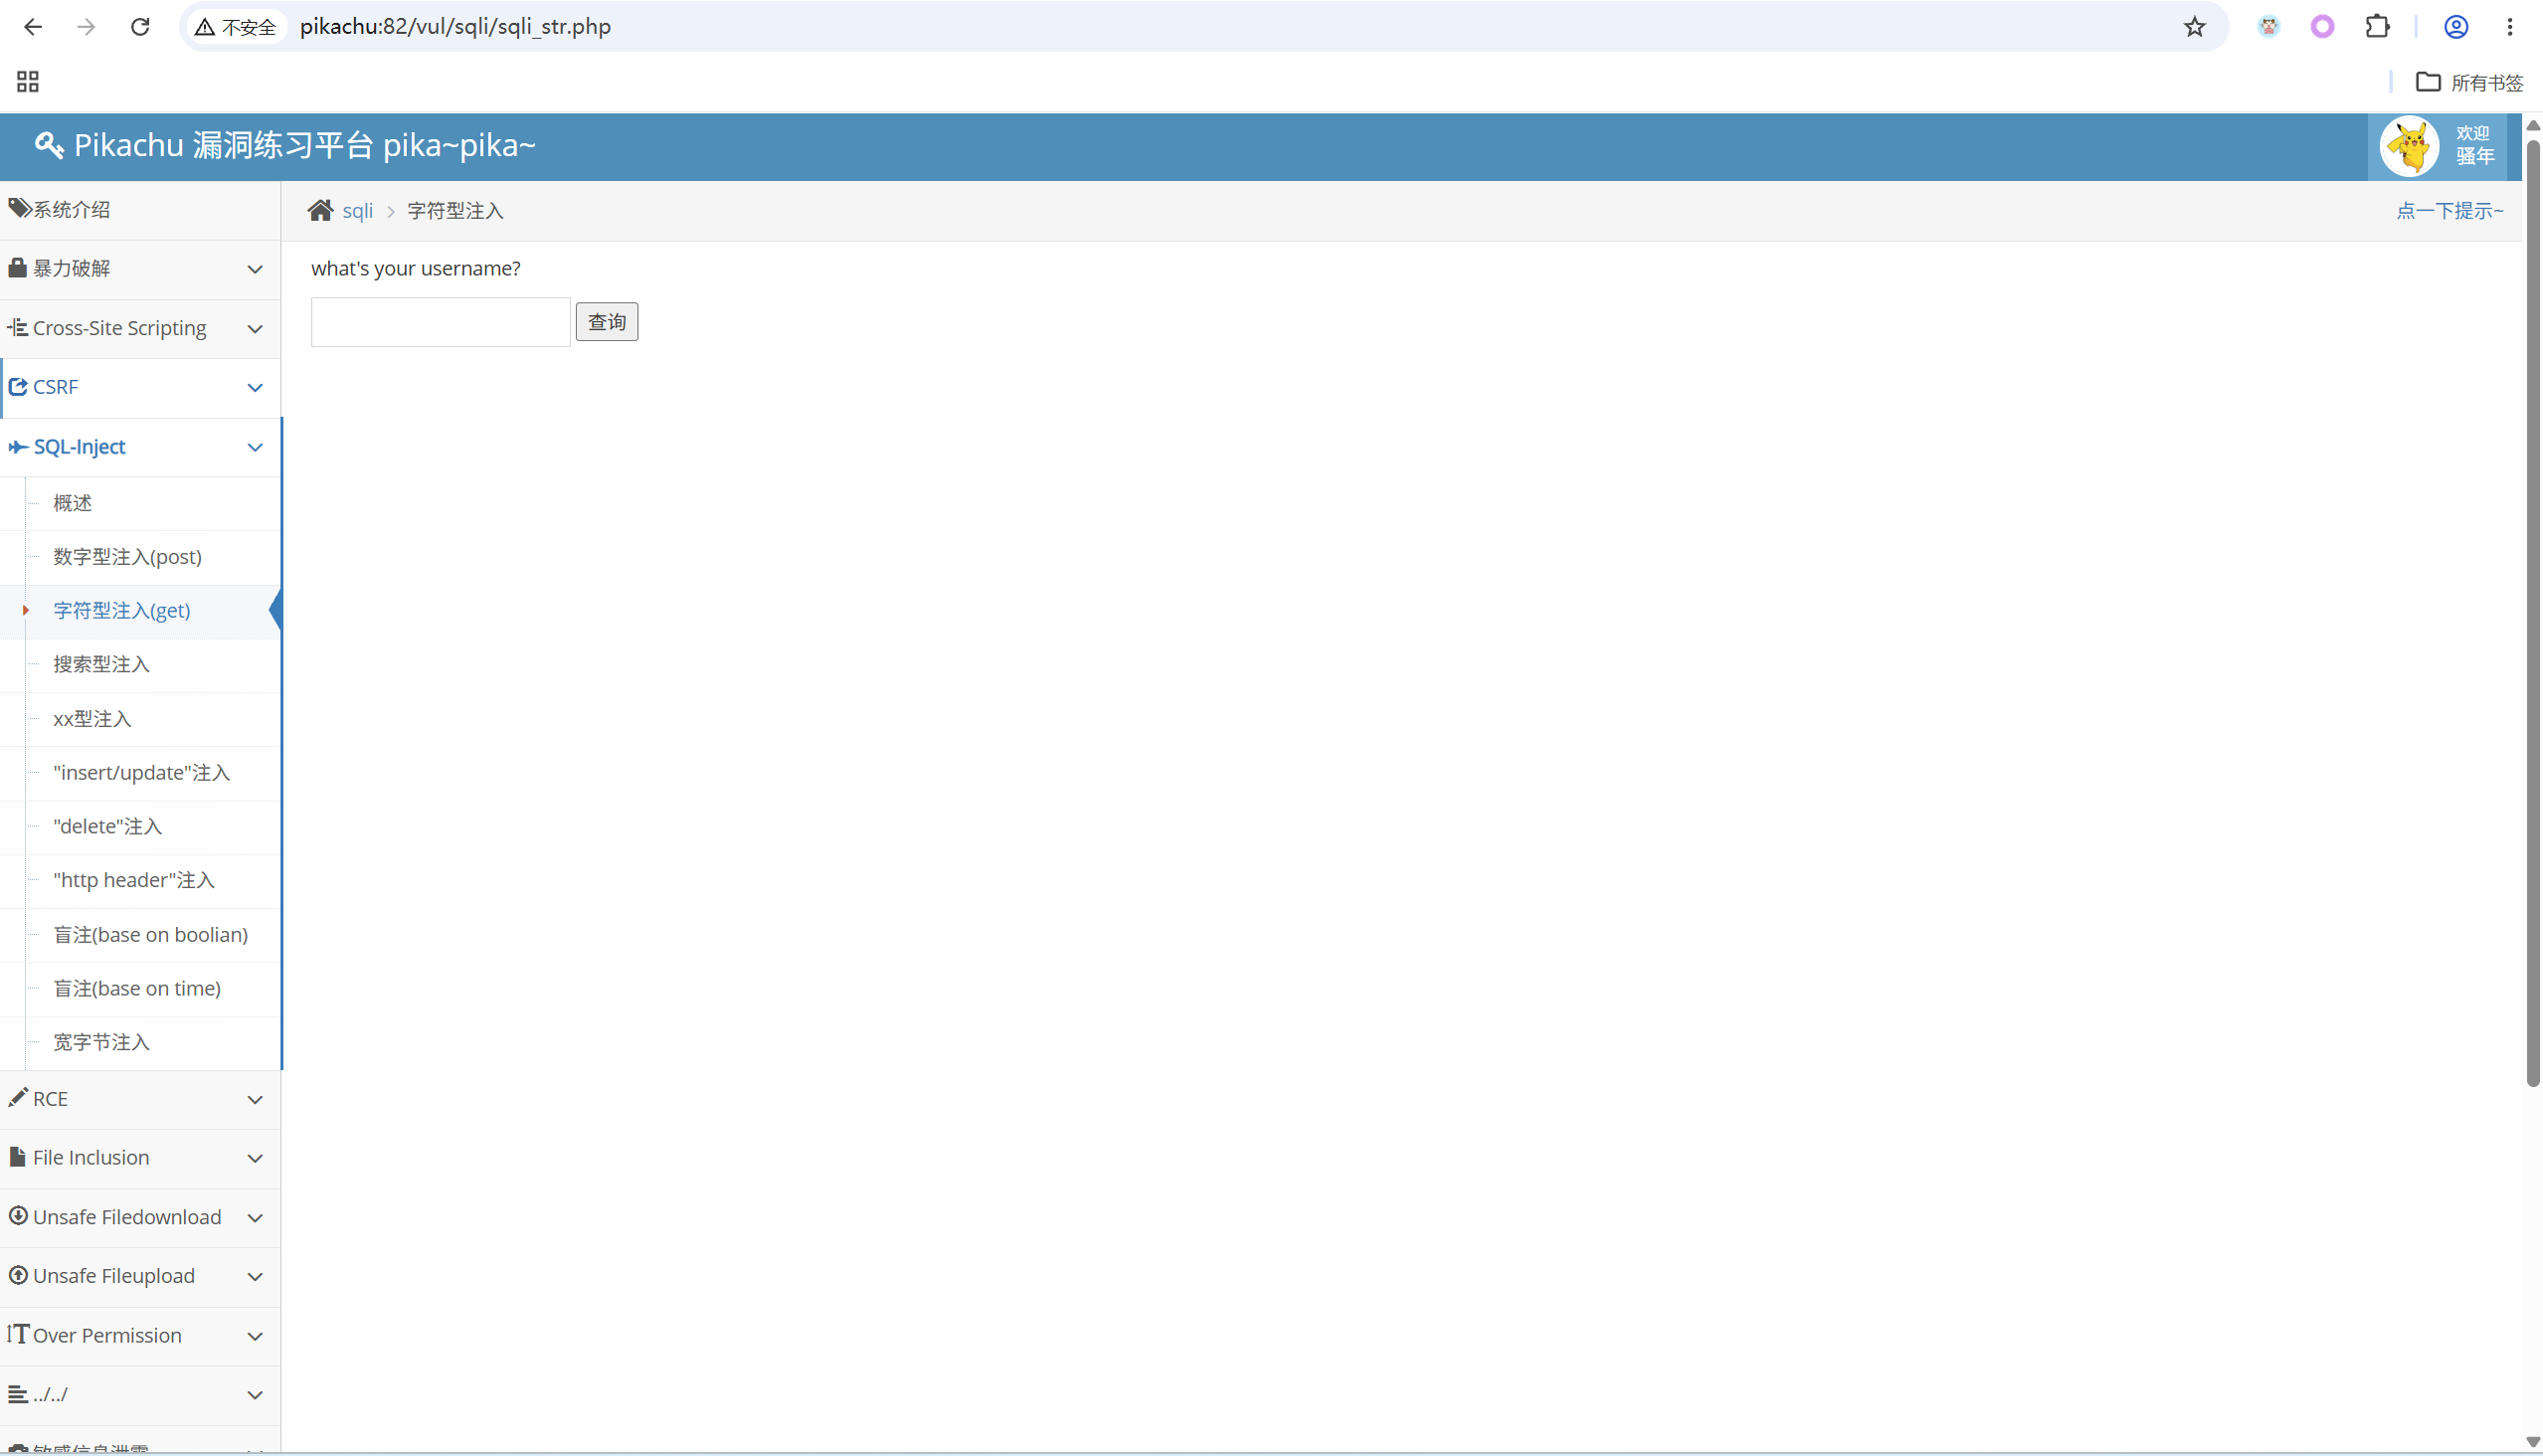 不安全 pikachu:82/vul/sqli/sqli_str.php
所有书签
Pikachu 漏洞练习平台 pika~pika~
欢迎
骚年
系统介绍
暴力破解
Cross-Site Scripting
CSRF
SQL-Inject
概述
数字型注入(post)
字符型注入(get)
搜索型注入
xx型注入
"insert/update"注入
"delete"注入
"http header"注入
盲注(base on boolian)
盲注(base on time)
宽字节注入
RCE
File Inclusion
Unsafe Filedownload
Unsafe Fileupload
Over Permission
../../
敏感信息泄露
sqli > 字符型注入
点一下提示~
what's your username?
查询